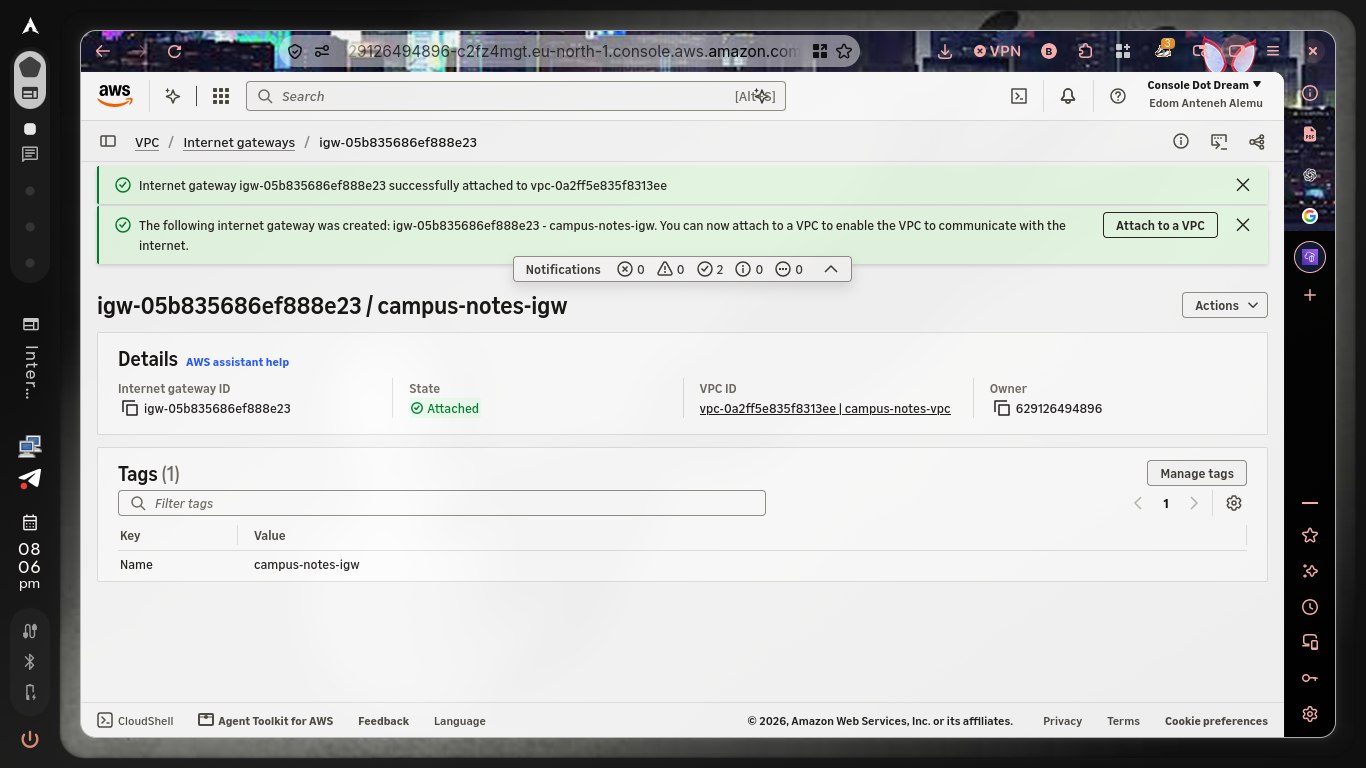 29126494896-c2fz4mgt.eu-north-1.console.aws.amazon.com
VPN
B
3
aws
Search
[Alt+S]
Console Dot Dream
Edom Anteneh Alemu
VPC / Internet gateways / igw-05b835686ef888e23
Internet gateway igw-05b835686ef888e23 successfully attached to vpc-0a2ff5e835f8313ee
The following internet gateway was created: igw-05b835686ef888e23 - campus-notes-igw. You can now attach to a VPC to enable the VPC to communicate with the
internet.
Attach to a VPC
Notifications 0 0 2 0 0
igw-05b835686ef888e23 / campus-notes-igw
Actions
Details AWS assistant help
Internet gateway ID
igw-05b835686ef888e23
State
Attached
VPC ID
vpc-0a2ff5e835f8313ee | campus-notes-vpc
Owner
629126494896
Tags (1)
Manage tags
Filter tags
1
Key Value
Name campus-notes-igw
CloudShell Agent Toolkit for AWS Feedback Language
© 2026, Amazon Web Services, Inc. or its affiliates. Privacy Terms Cookie preferences
Inter...
08
06
pm
PDF